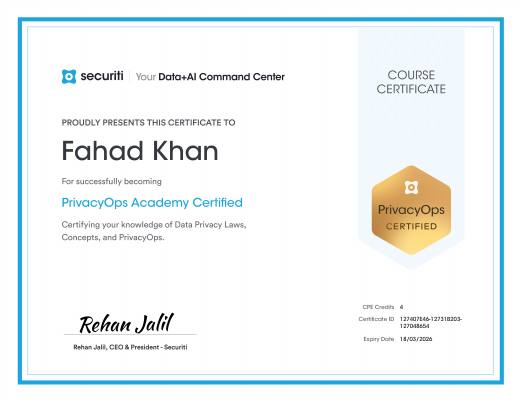 securiti | Your Data+AI Command Center
COURSE
CERTIFICATE
PROUDLY PRESENTS THIS CERTIFICATE TO
Fahad Khan
For successfully becoming
PrivacyOps Academy Certified
Certifying your knowledge of Data Privacy Laws,
Concepts, and PrivacyOps.
PrivacyOps
CERTIFIED
Rehan Jalil
Rehan Jalil, CEO & President - Securiti
CPE Credits 4
Certificate ID 127407E46-127318203-
127048654
Expiry Date 18/03/2026